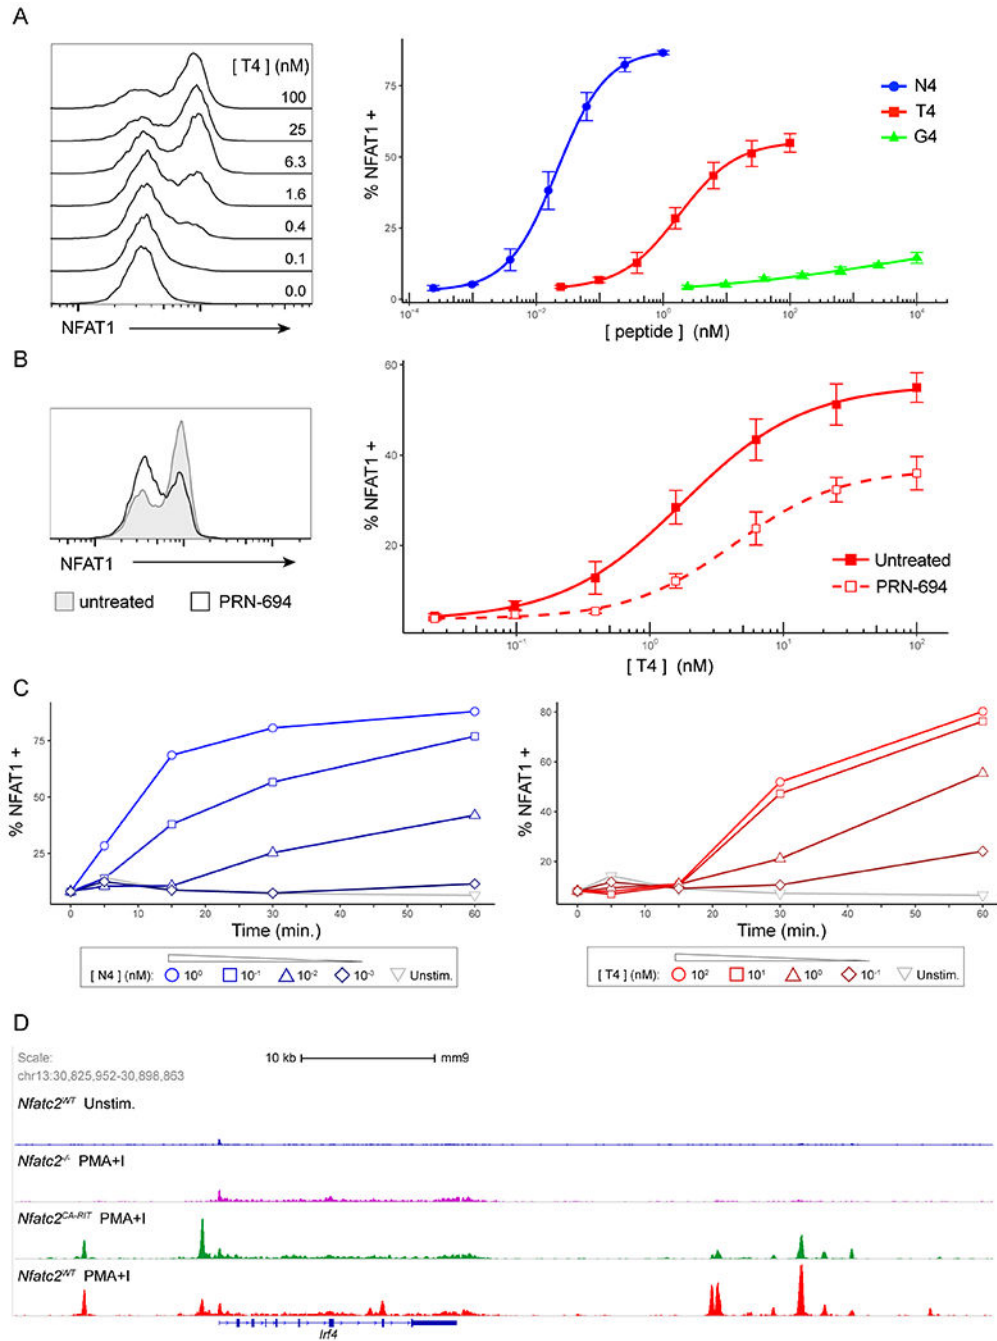 A
[ T4 ] (nM)
100
25
6.3
1.6
0.4
0.1
0.0
NFAT1
% NFAT1 +
75
50
25
0
10⁻⁴
10⁻²
10⁰
10²
10⁴
[ peptide ] (nM)
N4
T4
G4
B
NFAT1
untreated
PRN-694
% NFAT1 +
60
40
20
10⁻¹
10⁰
10¹
10²
[ T4 ] (nM)
Untreated
PRN-694
C
% NFAT1 +
75
50
25
0 10 20 30 40 50 60
Time (min.)
[ N4 ] (nM): 10⁰ 10⁻¹ 10⁻² 10⁻³ Unstim.
% NFAT1 +
80
60
40
20
0 10 20 30 40 50 60
Time (min.)
[ T4 ] (nM): 10² 10¹ 10⁰ 10⁻¹ Unstim.
D
Scale:
10 kb
mm9
chr13:30,825,952-30,898,863
Nfatc2ᵂᵀ Unstim.
Nfatc2⁻/⁻ PMA+I
Nfatc2ᶜᴬ⁻ᴿᴵᵀ PMA+I
Nfatc2ᵂᵀ PMA+I
Irf4